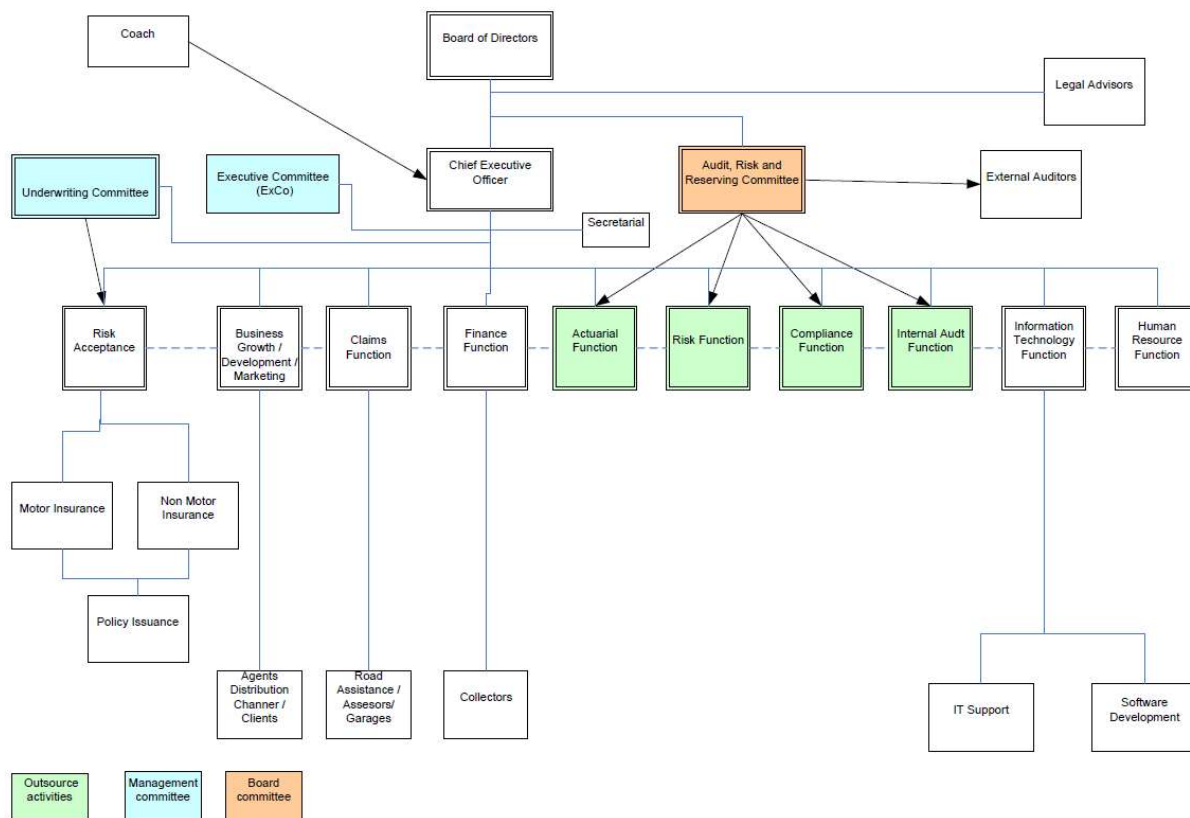 Coach
Board of Directors
Legal Advisors
Underwriting Committee
Executive Committee
(ExCo)
Chief Executive
Officer
Audit, Risk and
Reserving Committee
External Auditors
Secretarial
Risk
Acceptance
Business
Growth /
Development /
Marketing
Claims
Function
Finance
Function
Actuarial
Function
Risk Function
Compliance
Function
Internal Audt
Function
Information
Technology
Function
Human
Resource
Function
Motor Insurance
Non Motor
Insurance
Policy Issuance
Agents
Distribution
Channer /
Clients
Road
Assistance /
Assesors/
Garages
Collectors
IT Support
Software
Development
Outsource
activities
Management
committee
Board
committee